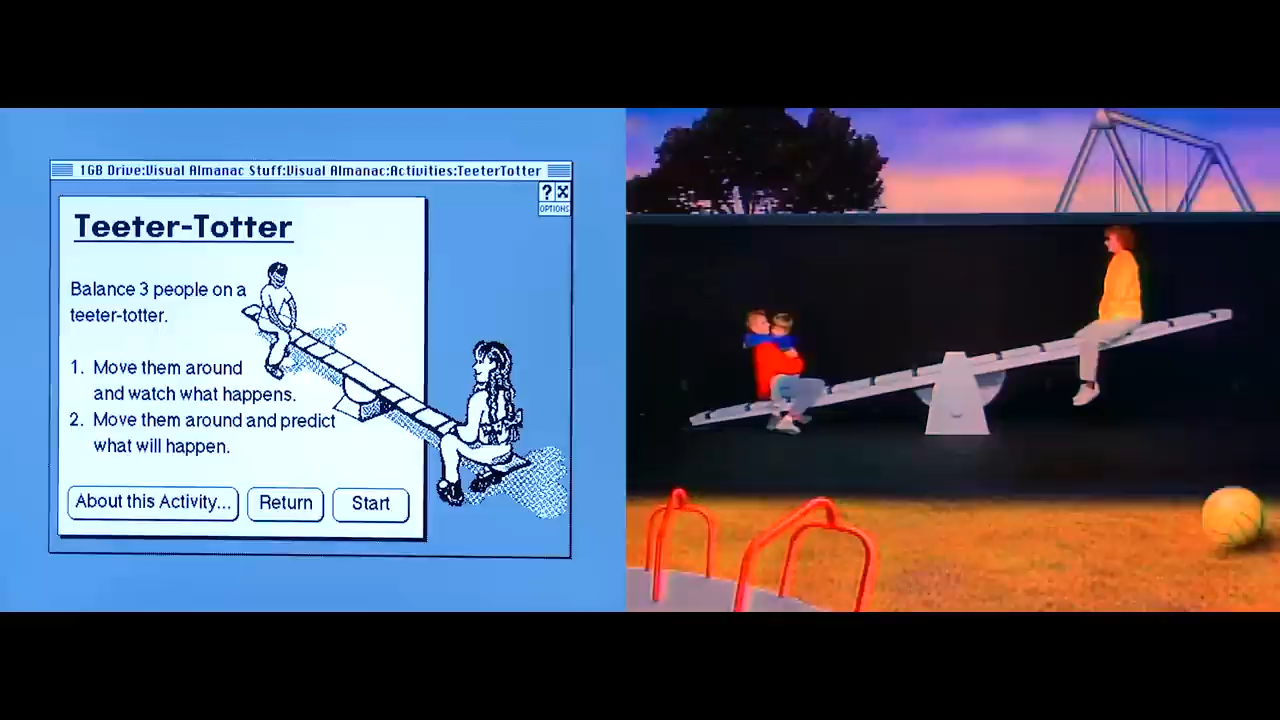 1GB Drive:Visual Almanac Stuff:Visual Almanac:Activities:TeeterTotter
OPTIONS
Teeter-Totter
Balance 3 people on a
teeter-totter.
1. Move them around
and watch what happens.
2. Move them around and predict
what will happen.
About this Activity... Return Start